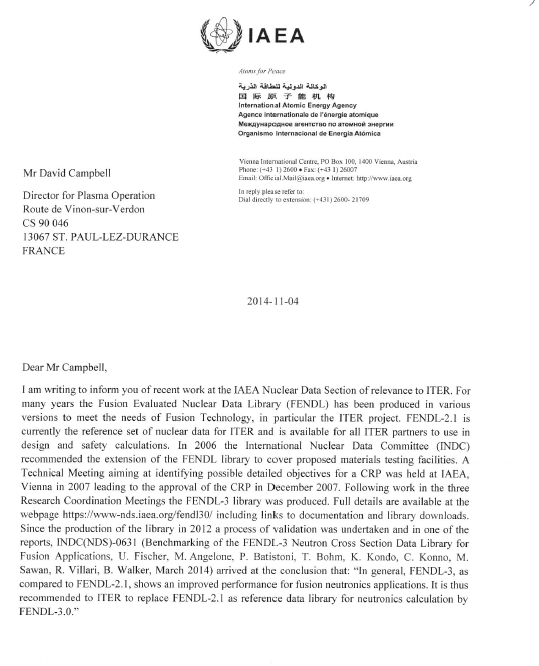 IAEA
Atoms for Peace
الوكالة الدولية للطاقة الذرية
国际原子能机构
International Atomic Energy Agency
Agence internationale de l'énergie atomique
Международное агентство по атомной энергии
Organismo Internacional de Energía Atómica
Vienna International Centre, PO Box 100, 1400 Vienna, Austria
Phone: (+43 1) 2600 • Fax: (+43 1) 26007
Email: Official.Mail@iaea.org • Internet: http://www.iaea.org
In reply please refer to:
Dial directly to extension: (+431) 2600- 21709
Mr David Campbell
Director for Plasma Operation
Route de Vinon-sur-Verdon
CS 90 046
13067 ST. PAUL-LEZ-DURANCE
FRANCE
2014-11-04
Dear Mr Campbell,
I am writing to inform you of recent work at the IAEA Nuclear Data Section of relevance to ITER. For
many years the Fusion Evaluated Nuclear Data Library (FENDL) has been produced in various
versions to meet the needs of Fusion Technology, in particular the ITER project. FENDL-2.1 is
currently the reference set of nuclear data for ITER and is available for all ITER partners to use in
design and safety calculations. In 2006 the International Nuclear Data Committee (INDC)
recommended the extension of the FENDL library to cover proposed materials testing facilities. A
Technical Meeting aiming at identifying possible detailed objectives for a CRP was held at IAEA,
Vienna in 2007 leading to the approval of the CRP in December 2007. Following work in the three
Research Coordination Meetings the FENDL-3 library was produced. Full details are available at the
webpage https://www-nds.iaea.org/fendl30/ including links to documentation and library downloads.
Since the production of the library in 2012 a process of validation was undertaken and in one of the
reports, INDC(NDS)-0631 (Benchmarking of the FENDL-3 Neutron Cross Section Data Library for
Fusion Applications, U. Fischer, M. Angelone, P. Batistoni, T. Bohm, K. Kondo, C. Konno, M.
Sawan, R. Villari, B. Walker, March 2014) arrived at the conclusion that: “In general, FENDL-3, as
compared to FENDL-2.1, shows an improved performance for fusion neutronics applications. It is thus
recommended to ITER to replace FENDL-2.1 as reference data library for neutronics calculation by
FENDL-3.0.”